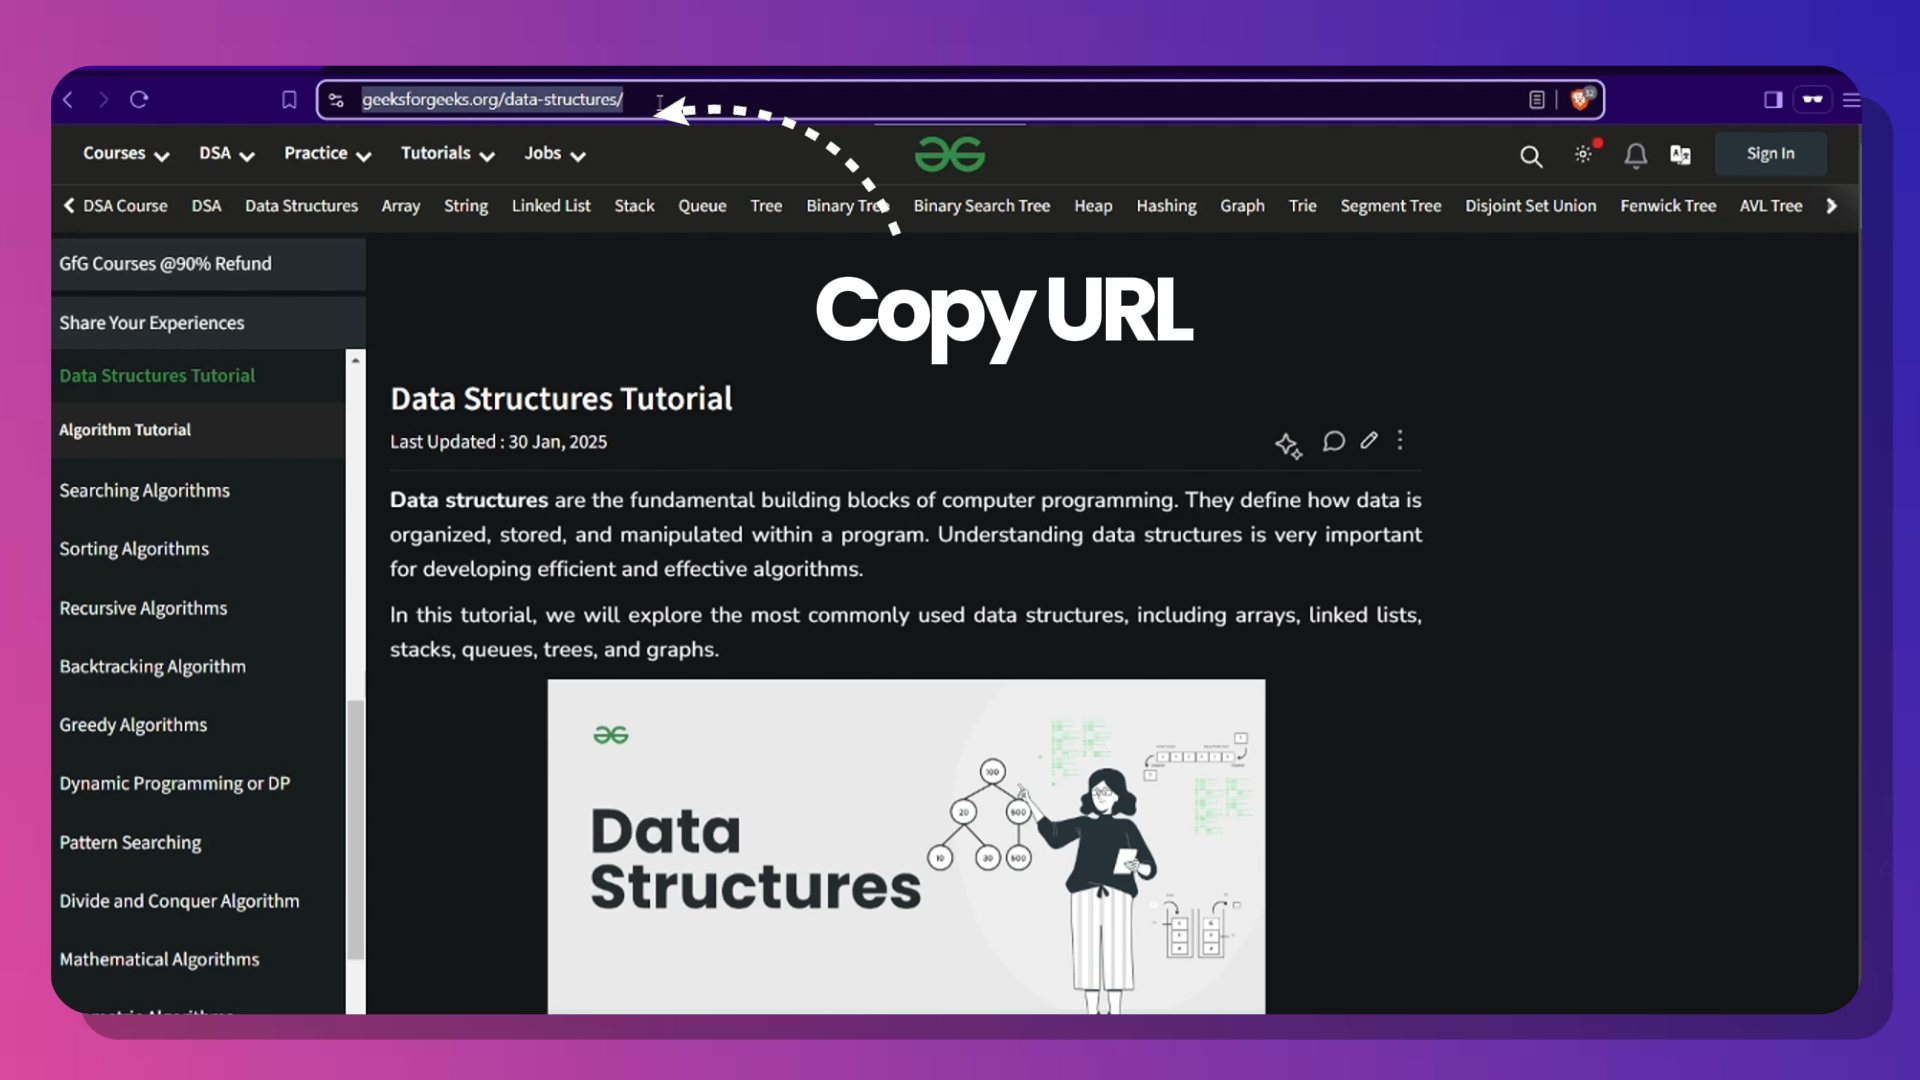 geeksforgeeks.org/data-structures/
Courses DSA Practice Tutorials Jobs Sign In
DSA Course DSA Data Structures Array String Linked List Stack Queue Tree Binary Tree Binary Search Tree Heap Hashing Graph Trie Segment Tree Disjoint Set Union Fenwick Tree AVL Tree
GfG Courses @90% Refund
Share Your Experiences
Data Structures Tutorial
Algorithm Tutorial
Searching Algorithms
Sorting Algorithms
Recursive Algorithms
Backtracking Algorithm
Greedy Algorithms
Dynamic Programming or DP
Pattern Searching
Divide and Conquer Algorithm
Mathematical Algorithms
Copy URL
Data Structures Tutorial
Last Updated : 30 Jan, 2025
Data structures are the fundamental building blocks of computer programming. They define how data is
organized, stored, and manipulated within a program. Understanding data structures is very important
for developing efficient and effective algorithms.
In this tutorial, we will explore the most commonly used data structures, including arrays, linked lists,
stacks, queues, trees, and graphs.
Data
Structures
100
20 500
10 30 500